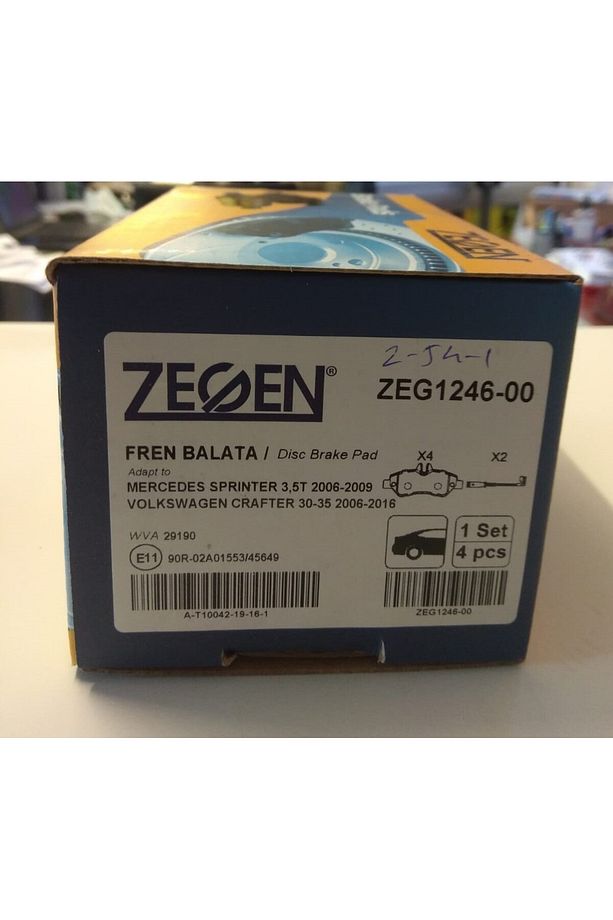 ZEGEN
2-54-1
ZEGEN®
ZEG1246-00
FREN BALATA / Disc Brake Pad
X4 X2
Adapt to
MERCEDES SPRINTER 3,5T 2006-2009
VOLKSWAGEN CRAFTER 30-35 2006-2016
WVA 29190
1 Set
4 pcs
E11 90R-02A01553/45649
A-T10042-19-16-1
ZEG1246-00